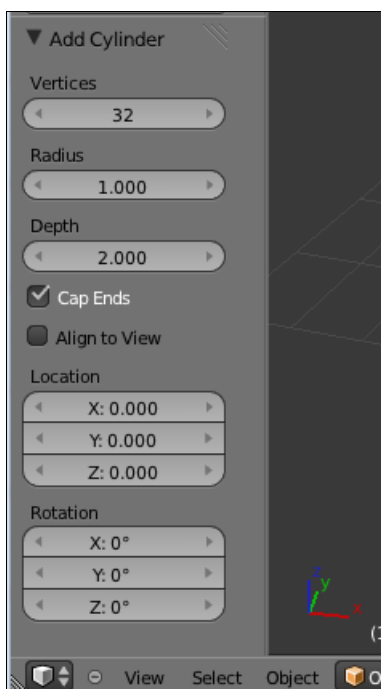 Add Cylinder
Vertices
32
Radius
1.000
Depth
2.000
Cap Ends
Align to View
Location
X: 0.000
Y: 0.000
Z: 0.000
Rotation
X: 0°
Y: 0°
Z: 0°
z
y
x
(1
View Select Object O